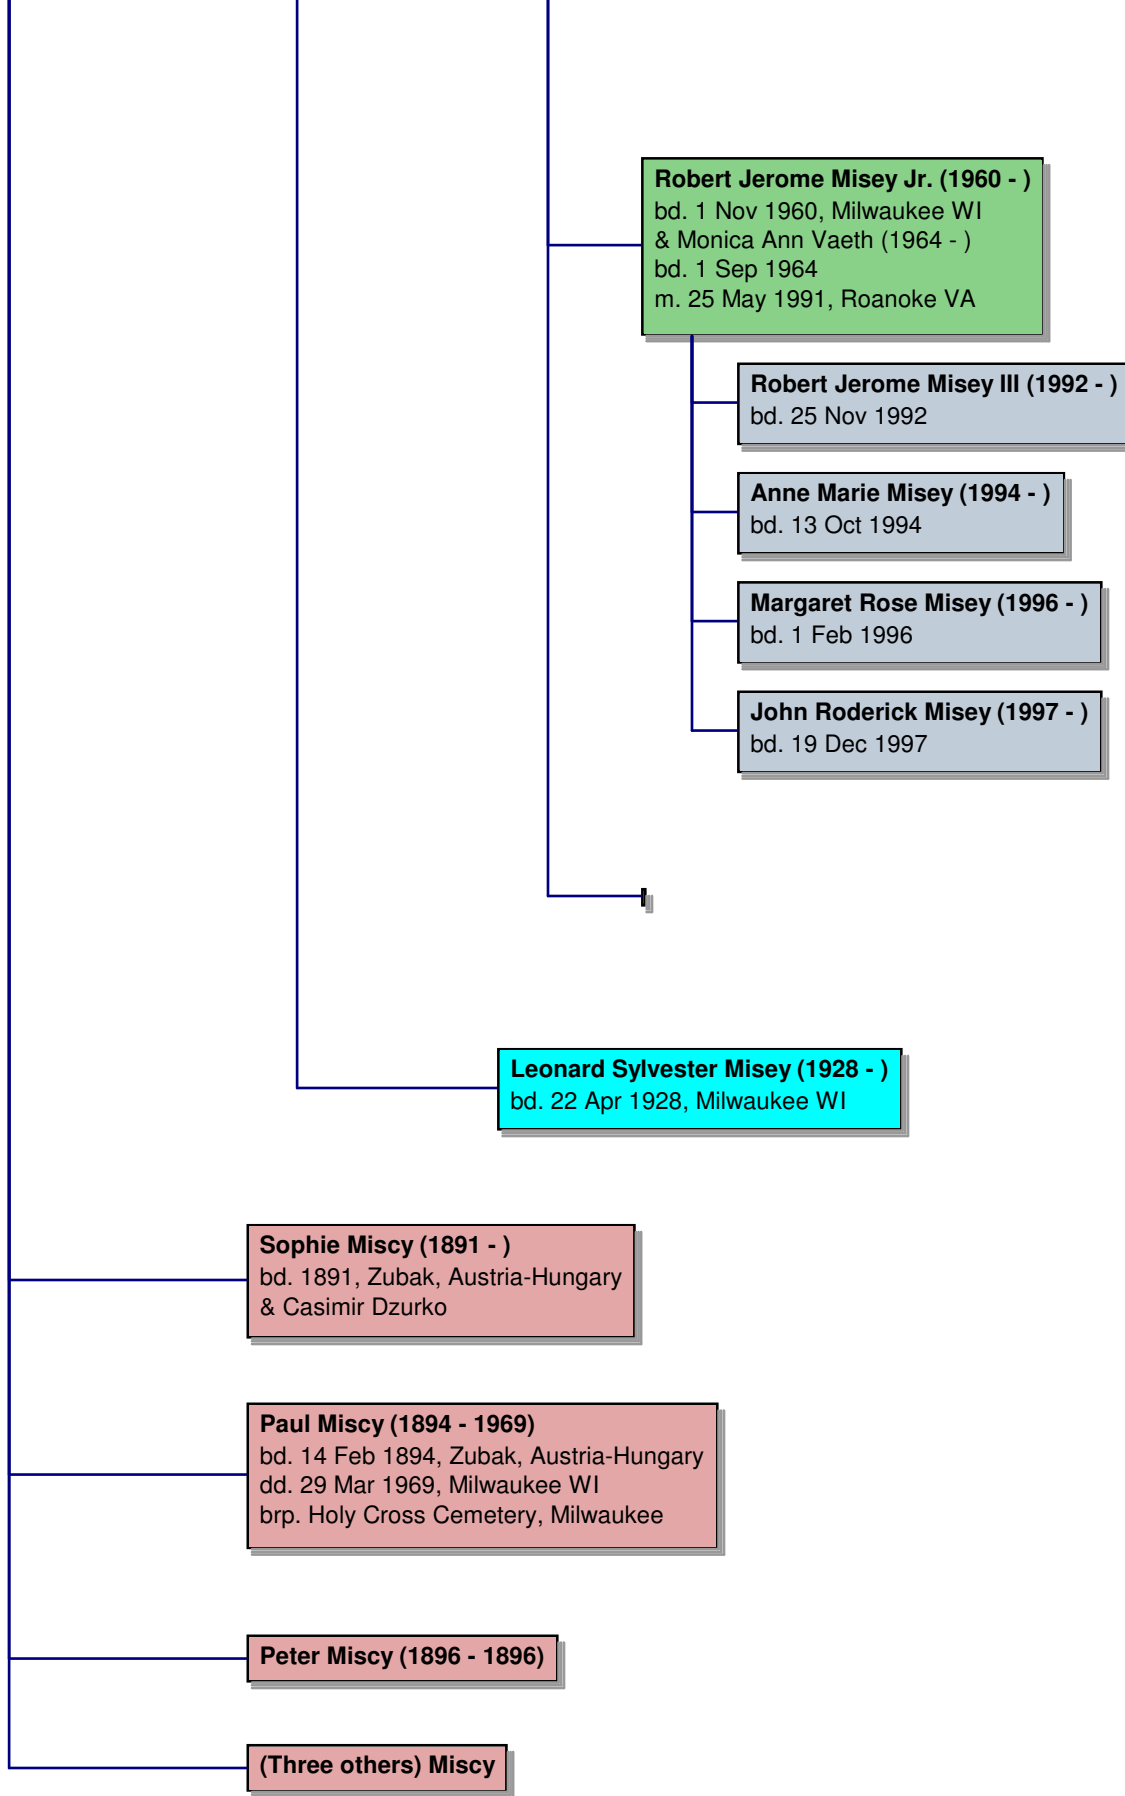 Robert Jerome Misey Jr. (1960 - )
bd. 1 Nov 1960, Milwaukee WI
& Monica Ann Vaeth (1964 - )
bd. 1 Sep 1964
m. 25 May 1991, Roanoke VA
Robert Jerome Misey III (1992 - )
bd. 25 Nov 1992
Anne Marie Misey (1994 - )
bd. 13 Oct 1994
Margaret Rose Misey (1996 - )
bd. 1 Feb 1996
John Roderick Misey (1997 - )
bd. 19 Dec 1997
Leonard Sylvester Misey (1928 - )
bd. 22 Apr 1928, Milwaukee WI
Sophie Miscy (1891 - )
bd. 1891, Zubak, Austria-Hungary
& Casimir Dzurko
Paul Miscy (1894 - 1969)
bd. 14 Feb 1894, Zubak, Austria-Hungary
dd. 29 Mar 1969, Milwaukee WI
brp. Holy Cross Cemetery, Milwaukee
Peter Miscy (1896 - 1896)
(Three others) Miscy